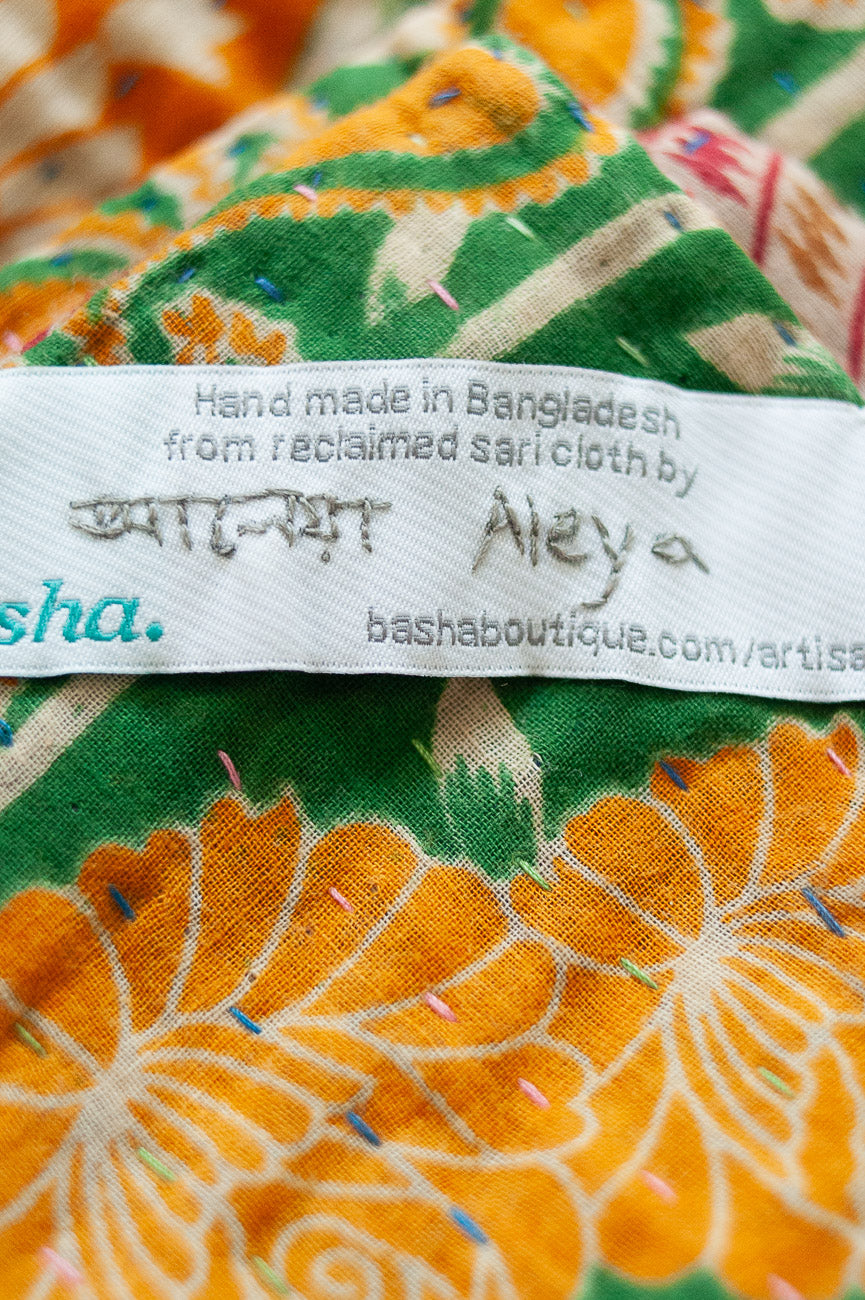 Hand made in Bangladesh
from reclaimed sari cloth by
আলেয়া Aleya
sha.
bashaboutique.com/artisa